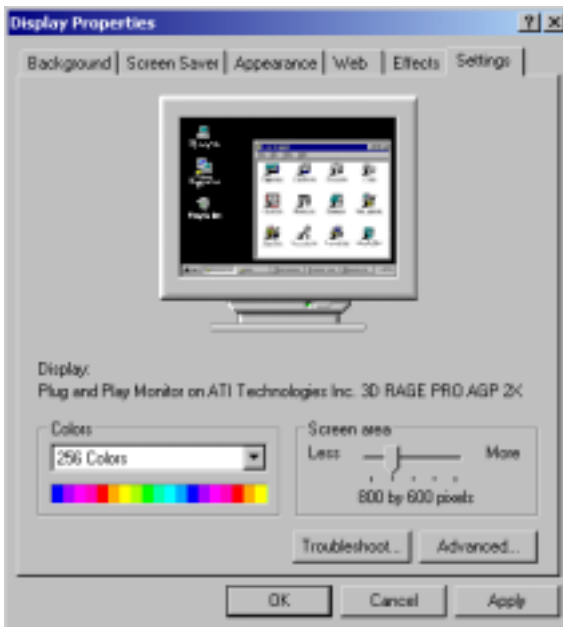 Display Properties
Background Screen Saver Appearance Web Effects Settings
Display:
Plug and Play Monitor on ATI Technologies Inc. 3D RAGE PRO AGP 2X
Colors
256 Colors
Screen area
Less More
800 by 600 pixels
Troubleshoot... Advanced...
OK Cancel Apply